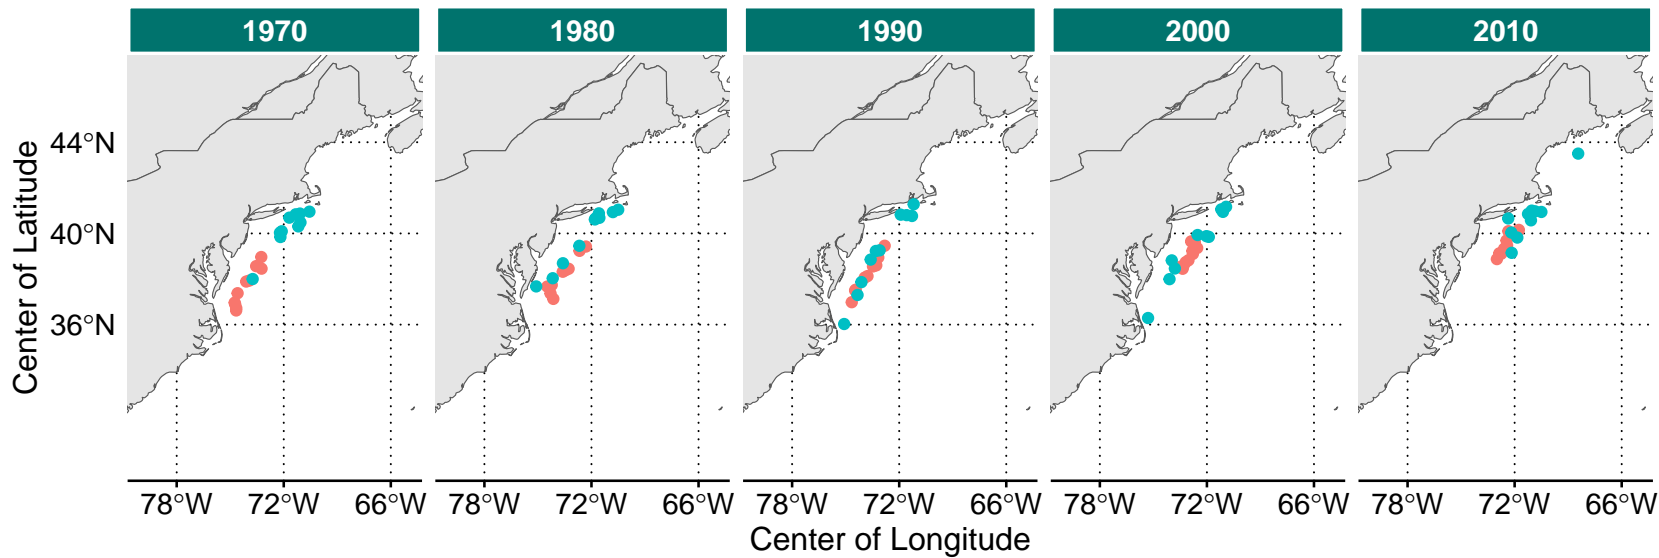 1970 1980 1990 2000 2010
Center of Latitude
44°N
40°N
36°N
78°W 72°W 66°W 78°W 72°W 66°W 78°W 72°W 66°W 78°W 72°W 66°W 78°W 72°W 66°W
Center of Longitude